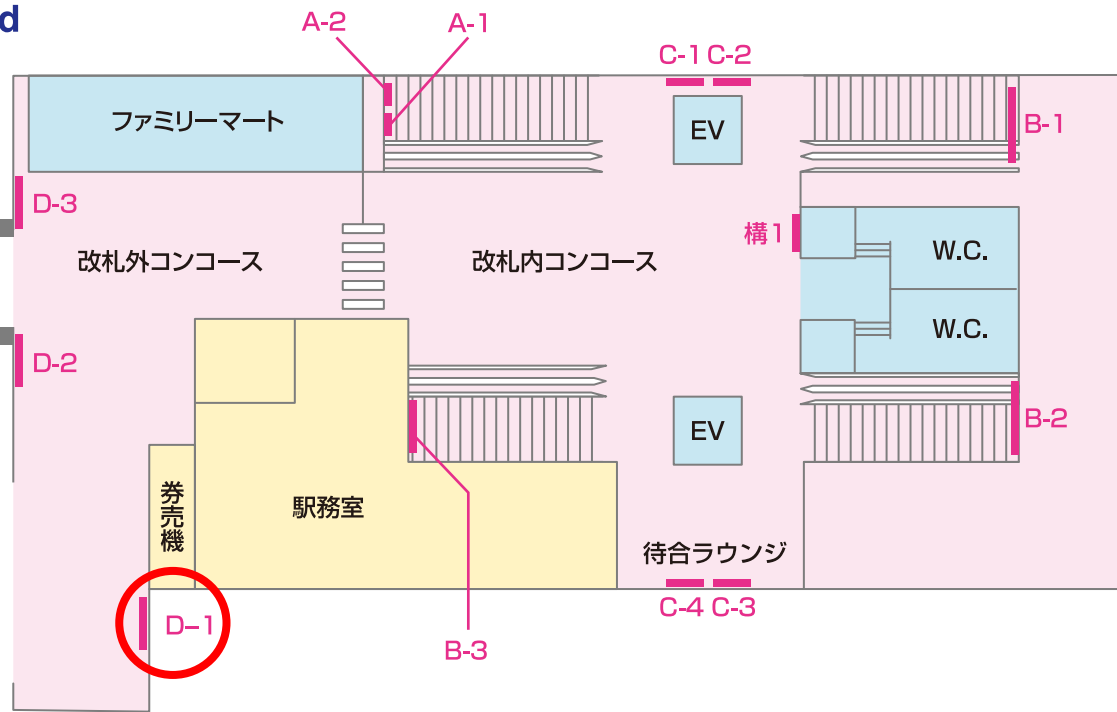 d
A-2
A-1
C-1 C-2
ファミリーマート
EV
B-1
D-3
構1
W.C.
改札外コンコース
改札内コンコース
W.C.
D-2
EV
B-2
券売機
駅務室
待合ラウンジ
C-4 C-3
D-1
B-3